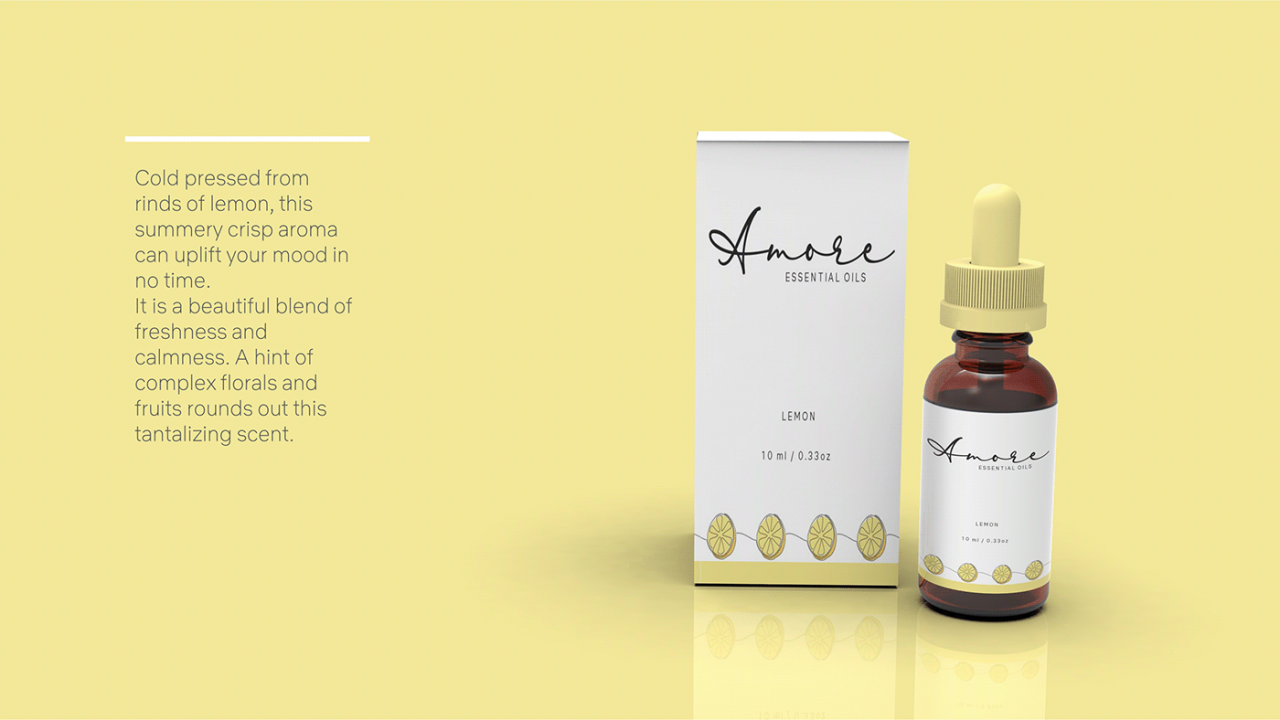 Cold pressed from
rinds of lemon, this
summery crisp aroma
can uplift your mood in
no time.
It is a beautiful blend of
freshness and
calmness. A hint of
complex florals and
fruits rounds out this
tantalizing scent.
Amore
ESSENTIAL OILS
LEMON
10 ml / 0.33oz
Amore
ESSENTIAL OILS
LEMON
10 ml / 0.33oz